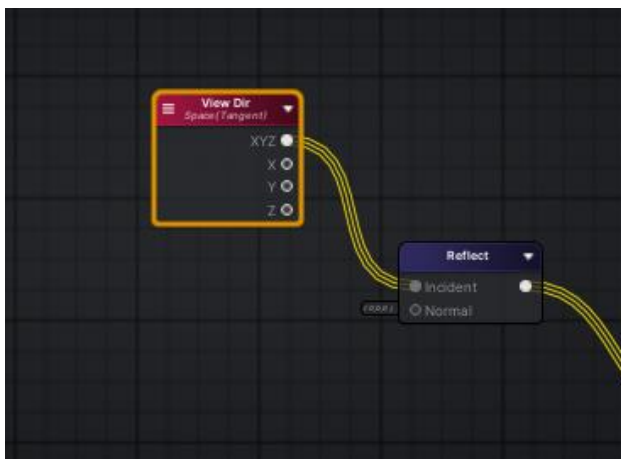 View Dir
Space(Tangent)
XYZ
X
Y
Z
Reflect
Incident
Normal